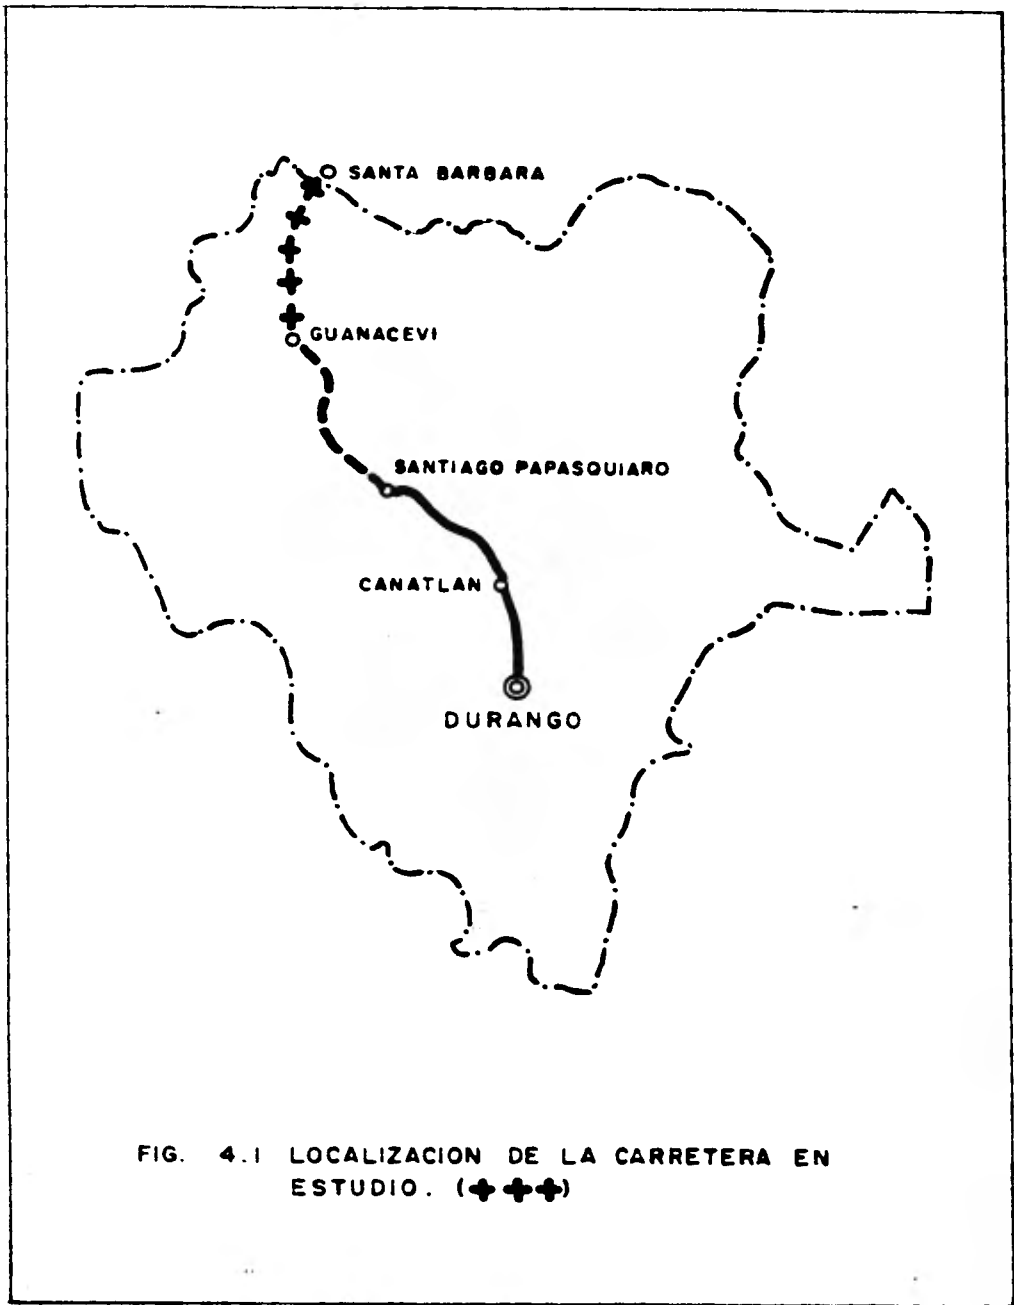 SANTA BARBARA
GUANACEVI
SANTIAGO PAPASQUIARO
CANATLAN
DURANGO
FIG. 4.1 LOCALIZACION DE LA CARRETERA EN
ESTUDIO. (✚✚✚)